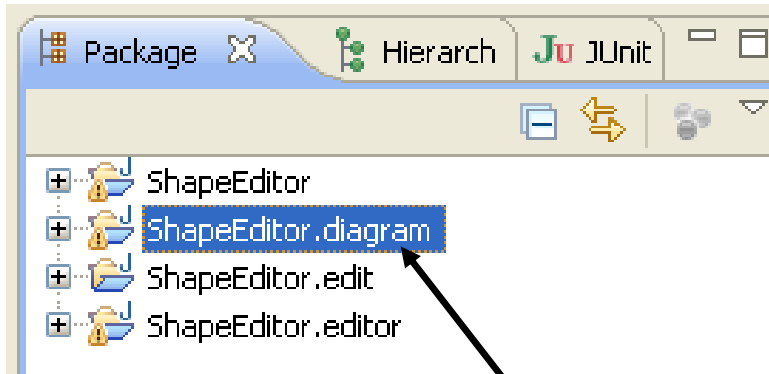 Package Hierarch Ju JUnit
ShapeEditor
ShapeEditor.diagram
ShapeEditor.edit
ShapeEditor.editor